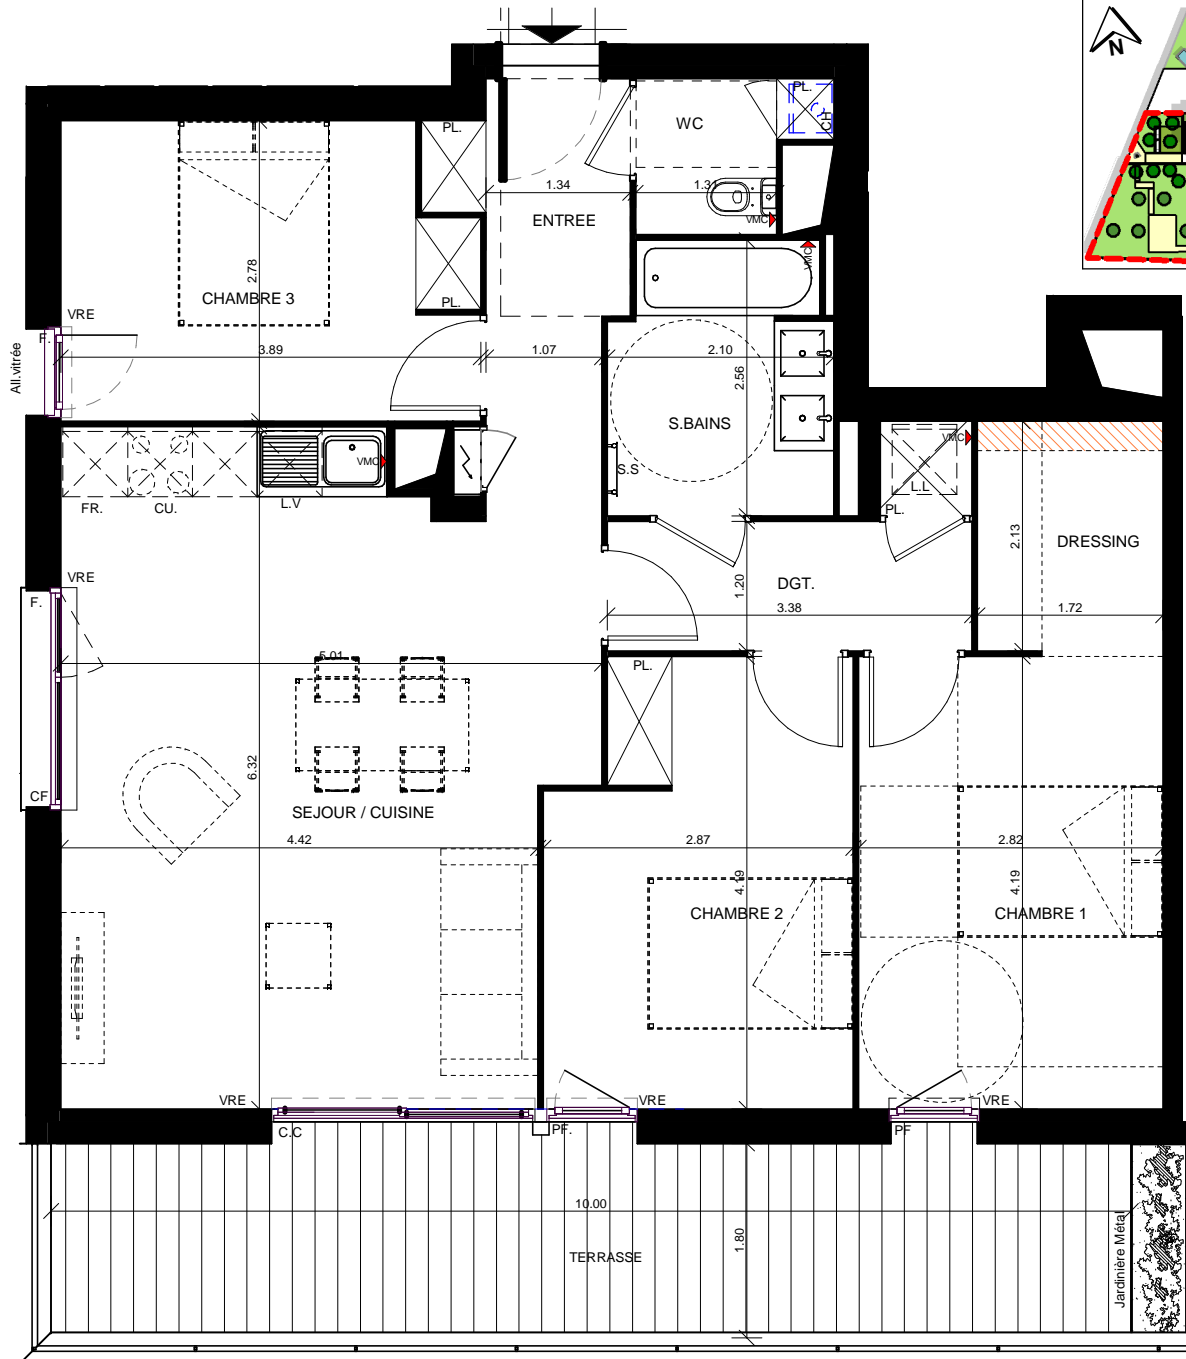 N
PL.
WC
PL.
CH
1.34
1.31
ENTREE
VMC
VMC
2.78
CHAMBRE 3
PL.
VRE
F.
All.vitrée
3.89
1.07
2.10
2.56
S.BAINS
VMC
VMC
S.S
FR.
CU.
L.V
L.L
PL.
2.13
DRESSING
VRE
F.
1.20
DGT.
3.38
1.72
5.01
PL.
6.32
CF
SEJOUR / CUISINE
4.42
2.87
2.82
4.19
4.19
CHAMBRE 2
CHAMBRE 1
VRE
VRE
VRE
C.C
PF.
PF
10.00
1.80
TERRASSE
Jardinière Métal